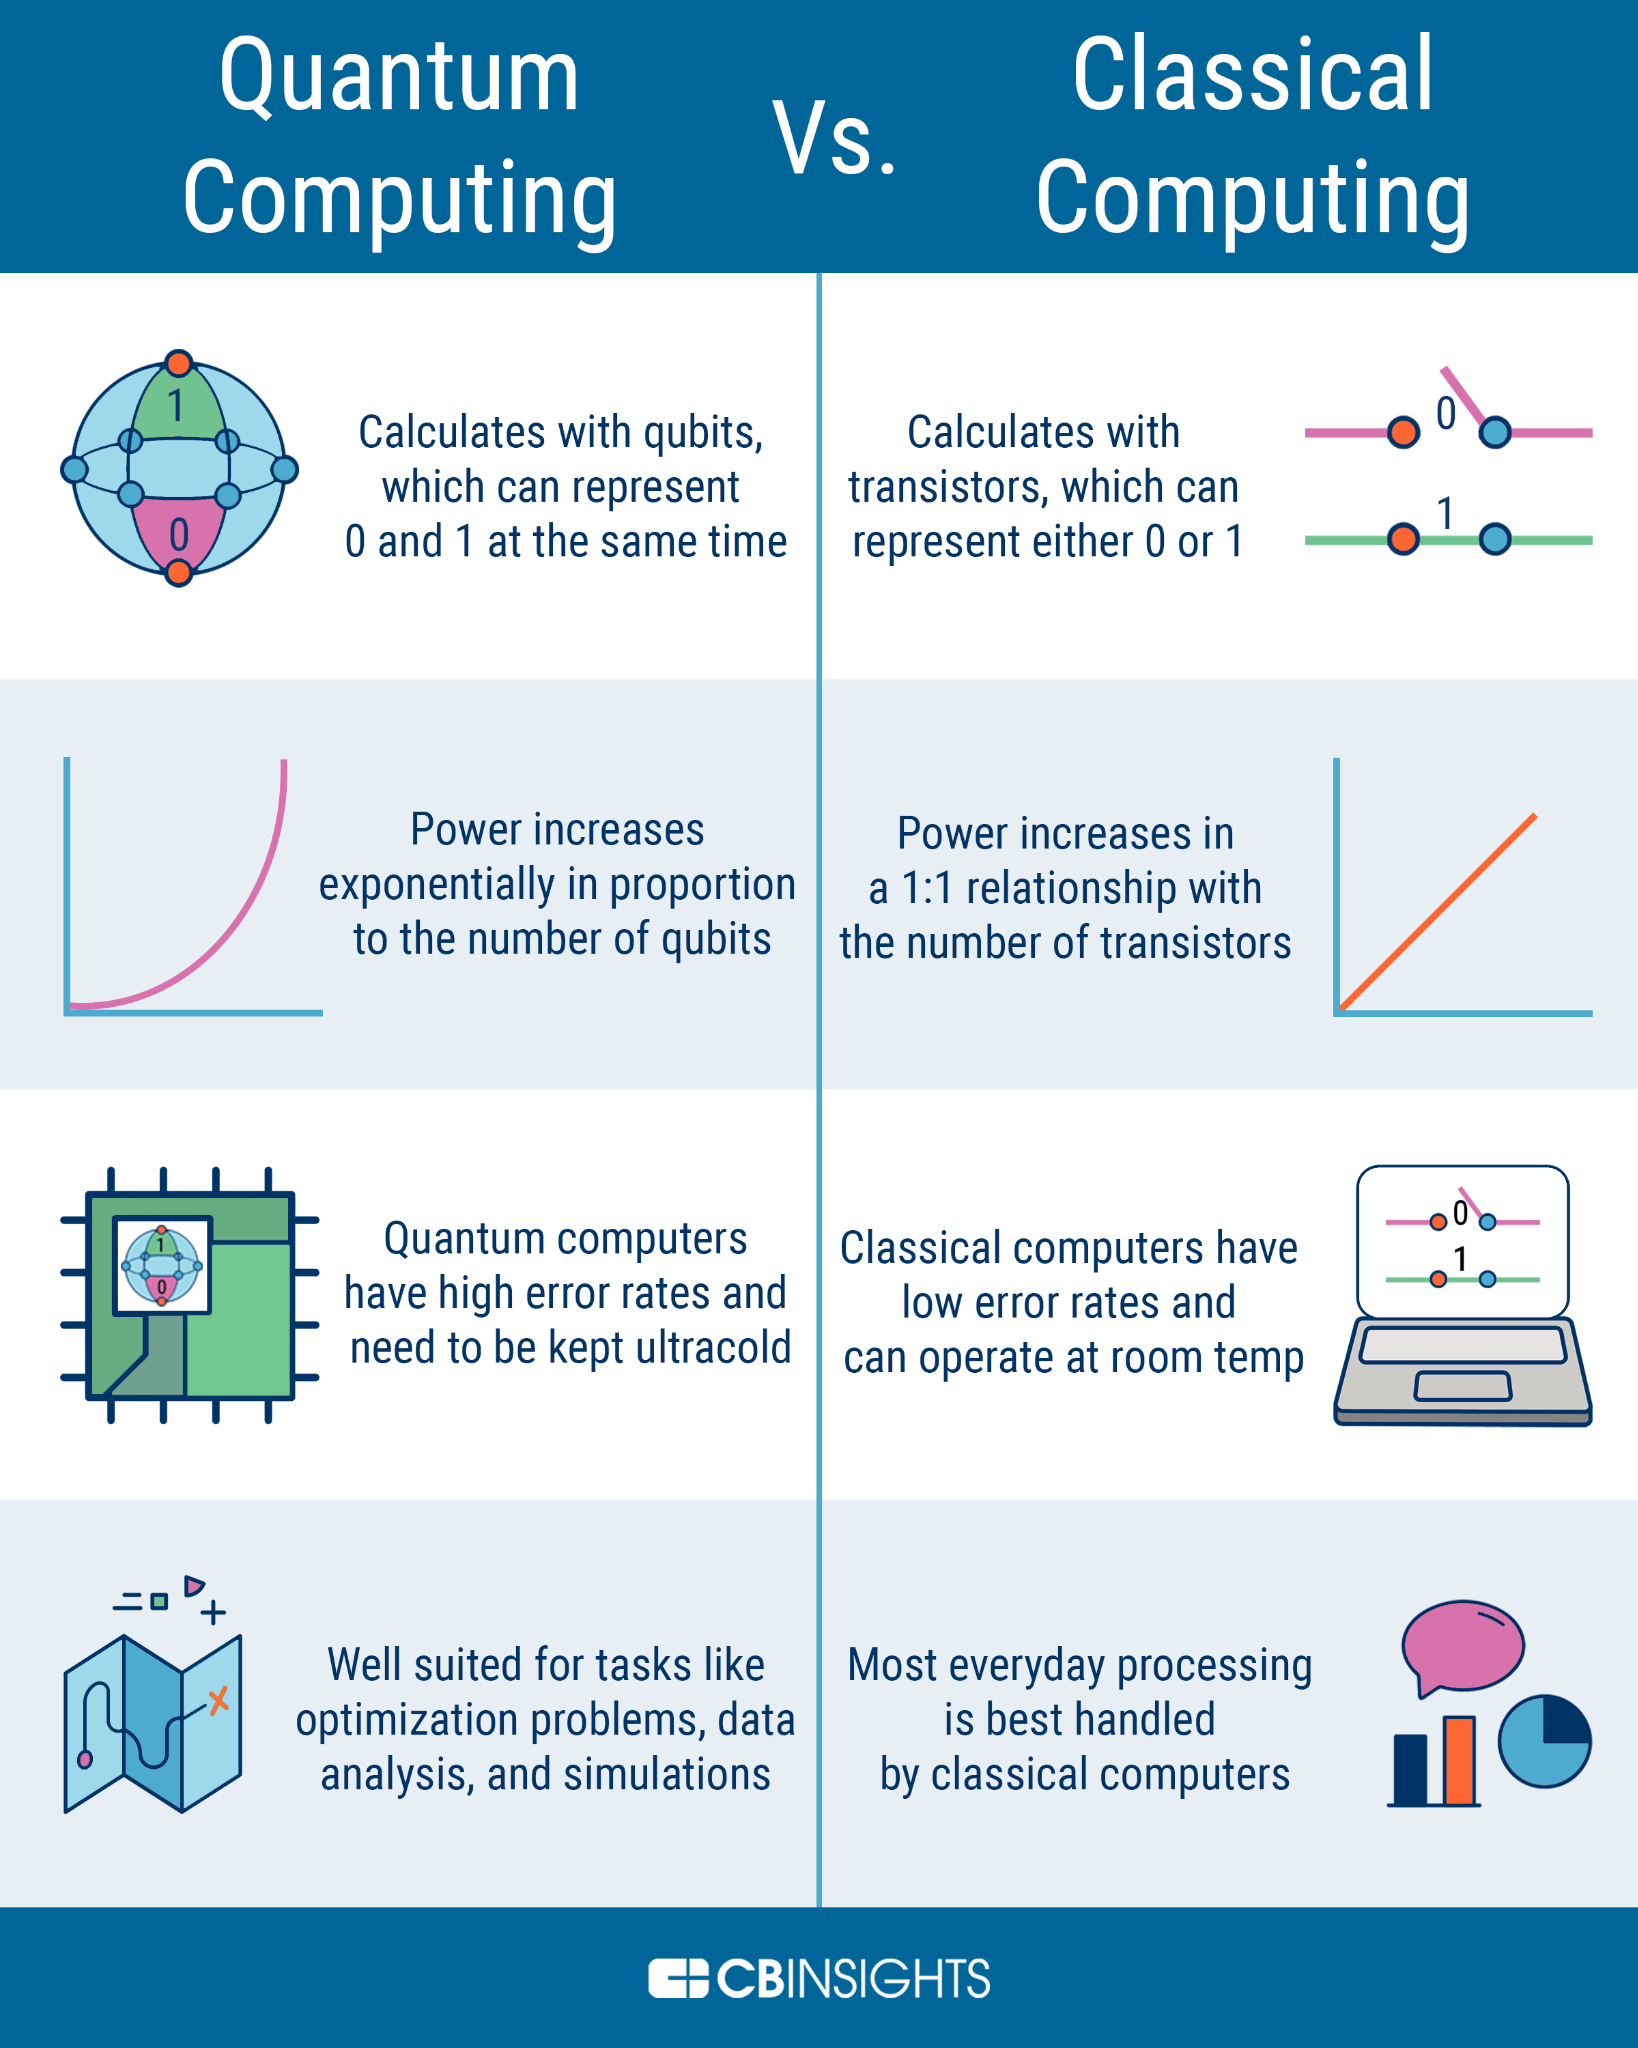 Quantum
Computing
Vs.
Classical
Computing
1
0
Calculates with qubits,
which can represent
0 and 1 at the same time
Calculates with
transistors, which can
represent either 0 or 1
0
1
Power increases
exponentially in proportion
to the number of qubits
Power increases in
a 1:1 relationship with
the number of transistors
1
0
Quantum computers
have high error rates and
need to be kept ultracold
Classical computers have
low error rates and
can operate at room temp
0
1
Well suited for tasks like
optimization problems, data
analysis, and simulations
Most everyday processing
is best handled
by classical computers
CBINSIGHTS